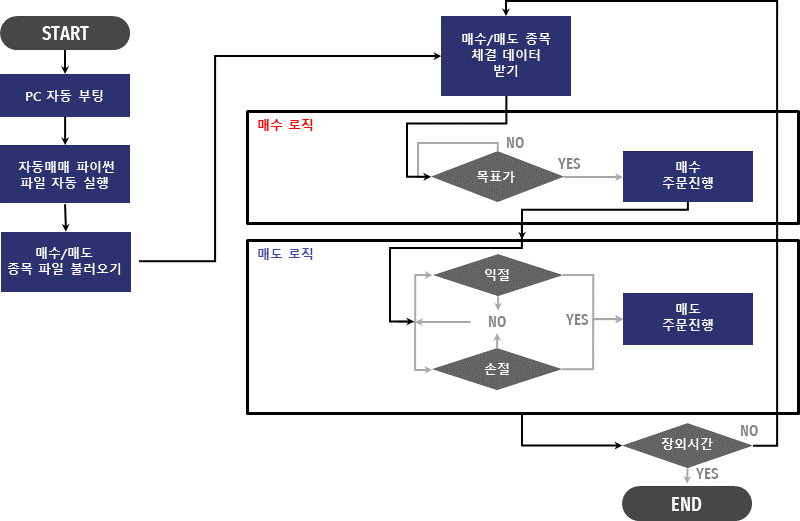 START
PC 자동 부팅
자동매매 파이썬
파일 자동 실행
매수/매도
종목 파일 불러오기
매수/매도 종목
체결 데이터
받기
매수 로직
NO
목표가
YES
매수
주문진행
매도 로직
익절
NO
YES
손절
매도
주문진행
장외시간
NO
YES
END